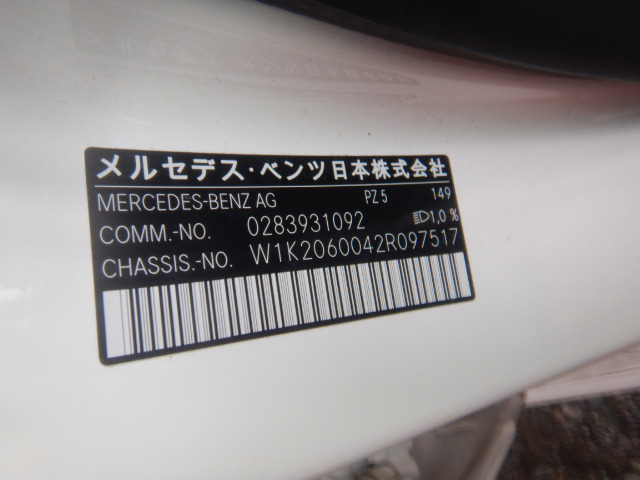 メルセデス・ベンツ日本株式会社
MERCEDES-BENZ AG PZ 5 149
COMM.-NO. 0283931092 1,0 %
CHASSIS.-NO. W1K2060042R097517